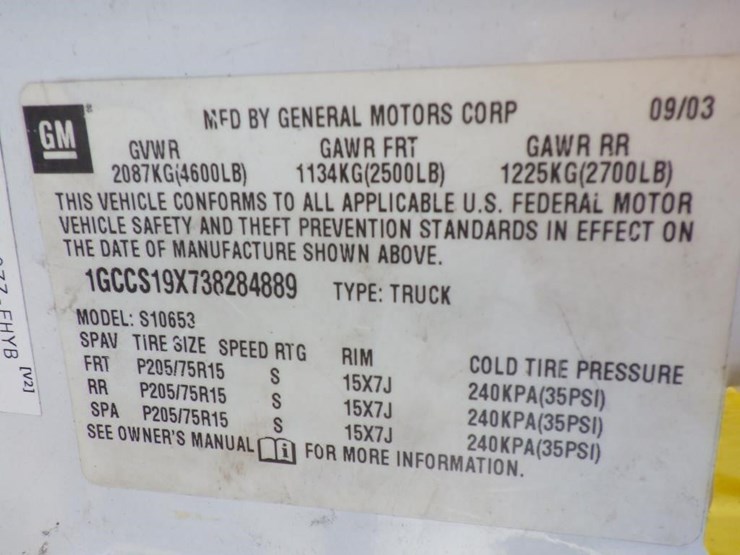 GM
®
MFD BY GENERAL MOTORS CORP 09/03
GVWR GAWR FRT GAWR RR
2087KG(4600LB) 1134KG(2500LB) 1225KG(2700LB)
THIS VEHICLE CONFORMS TO ALL APPLICABLE U.S. FEDERAL MOTOR
VEHICLE SAFETY AND THEFT PREVENTION STANDARDS IN EFFECT ON
THE DATE OF MANUFACTURE SHOWN ABOVE.
1GCCS19X738284889 TYPE: TRUCK
MODEL: S10653
SPAV TIRE SIZE SPEED RTG RIM COLD TIRE PRESSURE
FRT P205/75R15 S 15X7J 240KPA(35PSI)
RR P205/75R15 S 15X7J 240KPA(35PSI)
SPA P205/75R15 S 15X7J 240KPA(35PSI)
SEE OWNER'S MANUAL i FOR MORE INFORMATION.
EHYB [V2]